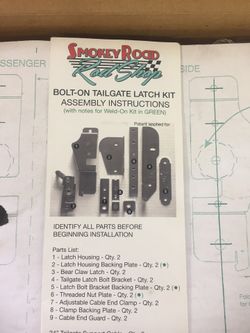 SMOKEY ROAD
Rod Shop
BOLT-ON TAILGATE LATCH KIT
ASSEMBLY INSTRUCTIONS
(with notes for Weld-On Kit in GREEN)
Patent applied for
IDENTIFY ALL PARTS BEFORE
BEGINNING INSTALLATION
Parts List:
1 - Latch Housing - Qty. 2
2 - Latch Housing Backing Plate - Qty. 2 (★)
3 - Bear Claw Latch - Qty. 2
4 - Tailgate Latch Bolt Bracket - Qty. 2
5 - Latch Bolt Bracket Backing Plate - Qty. 2 (★)
6 - Threaded Nut Plate - Qty. 2 (★)
7 - Adjustable Cable End Clamp - Qty. 2
8 - Clamp Backing Plate - Qty. 2
9 - Cable End Cover - Qty. 2
SSENGER
SIDE